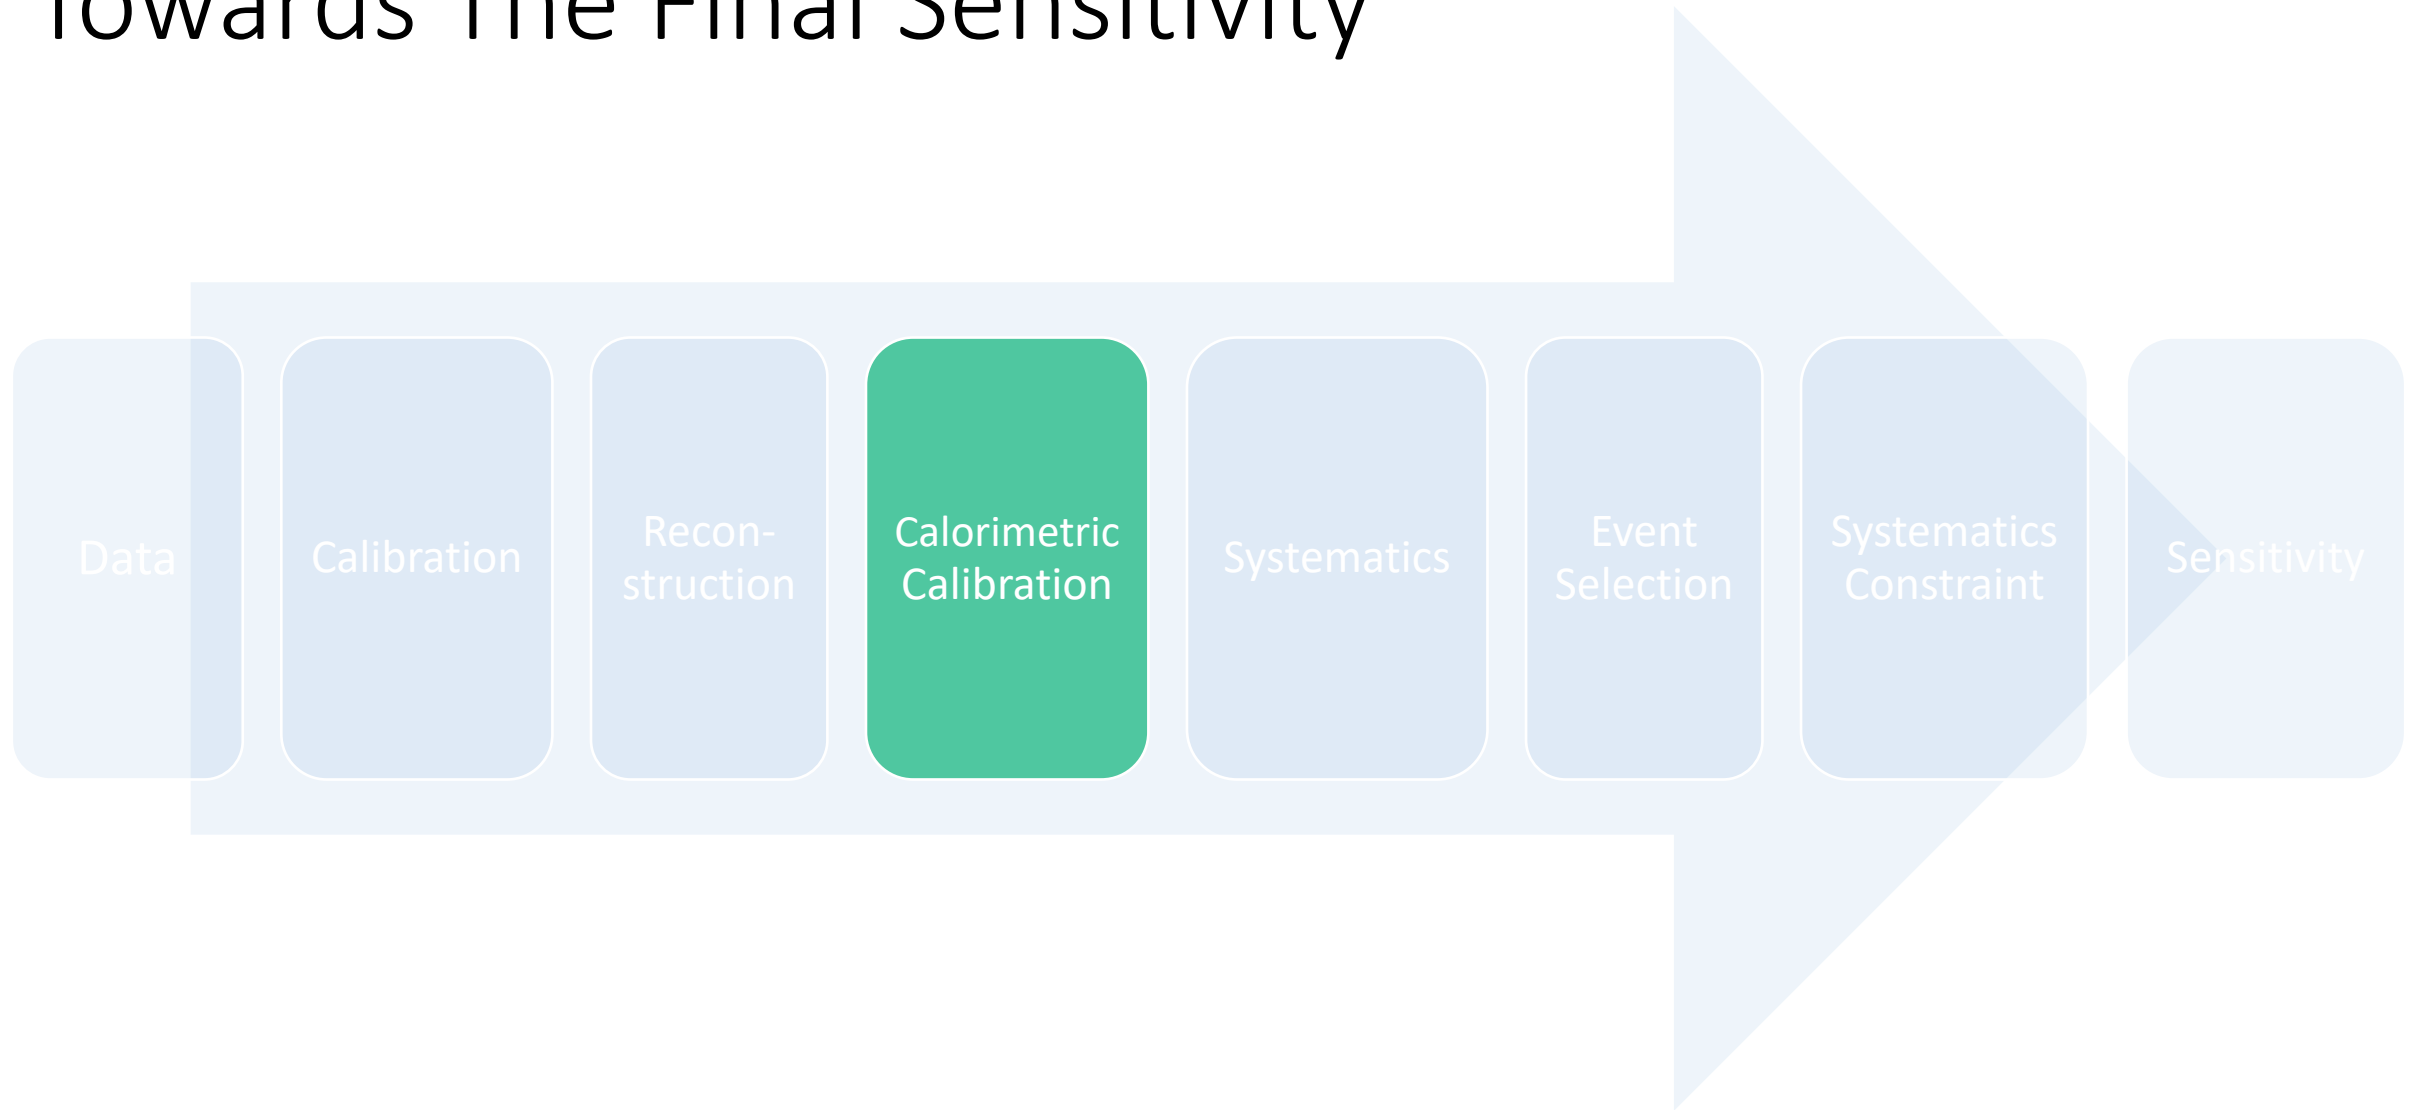 Towards The Final Sensitivity
Data
Calibration
Recon-
struction
Calorimetric
Calibration
Systematics
Event
Selection
Systematics
Constraint
Sensitivity